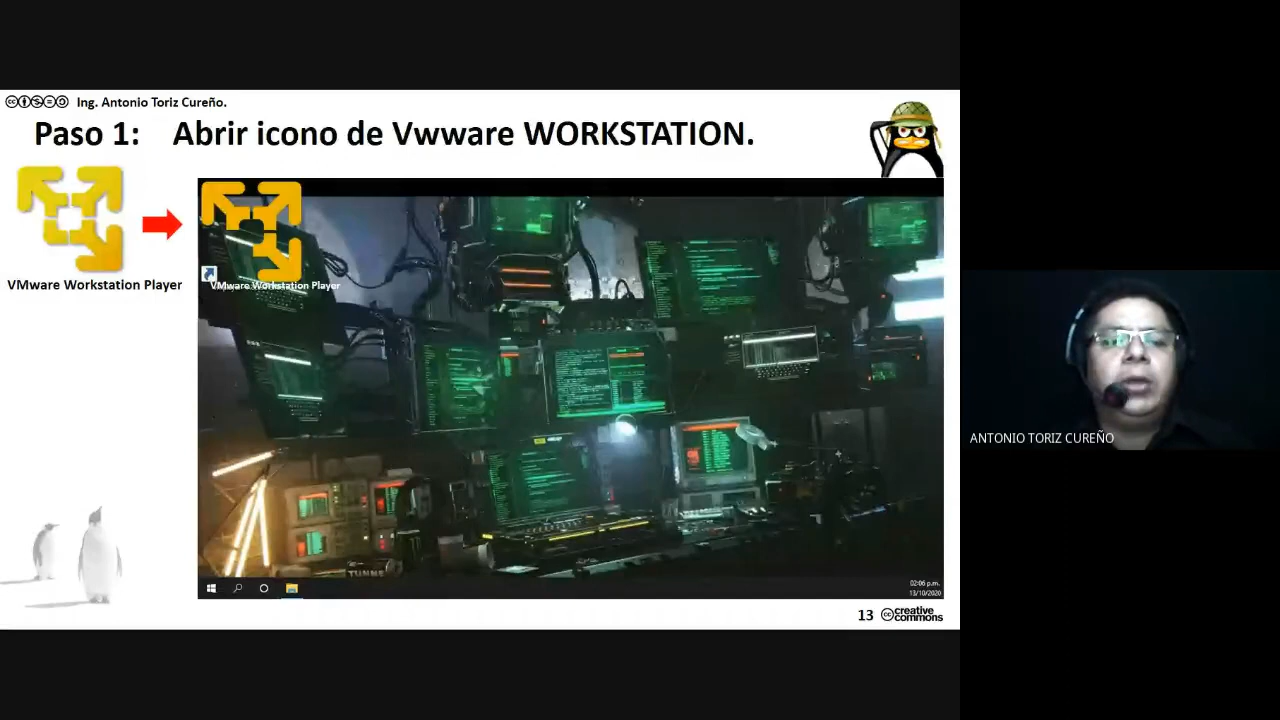 Ing. Antonio Toriz Cureño.
Paso 1: Abrir icono de Vwware WORKSTATION.
VMware Workstation Player
VMware Workstation Player
TUNNE
02:06 p.m.
13/10/2020
13
creative
commons
ANTONIO TORIZ CUREÑO